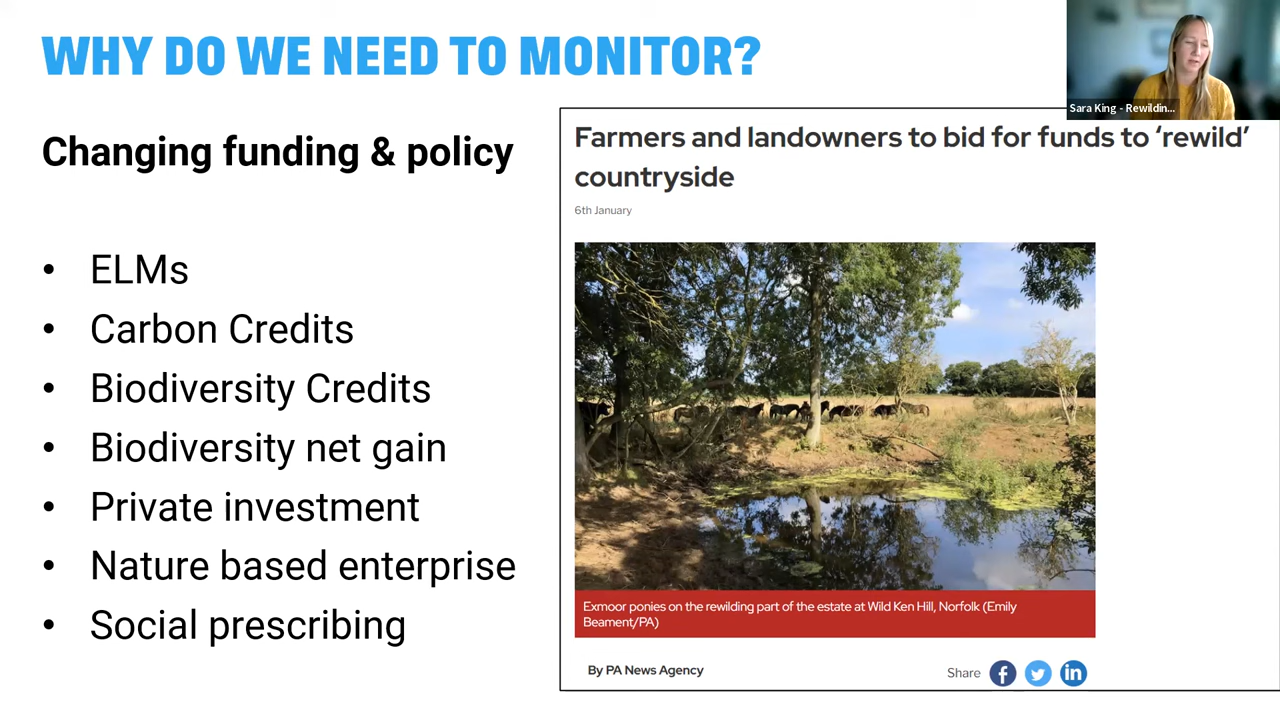 WHY DO WE NEED TO MONITOR?
Sara King - Rewildin...
Changing funding & policy
• ELMs
• Carbon Credits
• Biodiversity Credits
• Biodiversity net gain
• Private investment
• Nature based enterprise
• Social prescribing
Farmers and landowners to bid for funds to ‘rewild’
countryside
6th January
Exmoor ponies on the rewilding part of the estate at Wild Ken Hill, Norfolk (Emily
Beament/PA)
By PA News Agency
Share
f
in